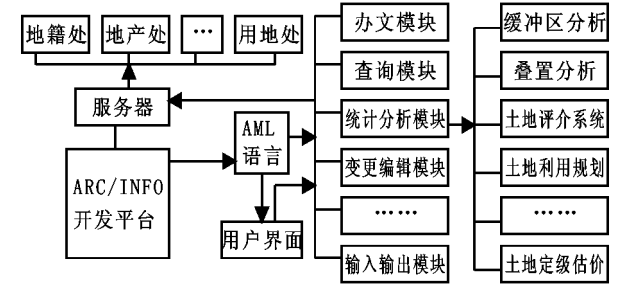 地籍处
地产处
…
用地处
服务器
ARC/INFO
开发平台
AML
语言
用户界面
办文模块
查询模块
统计分析模块
变更编辑模块
……
输入输出模块
缓冲区分析
叠置分析
土地评介系统
土地利用规划
……
土地定级估价